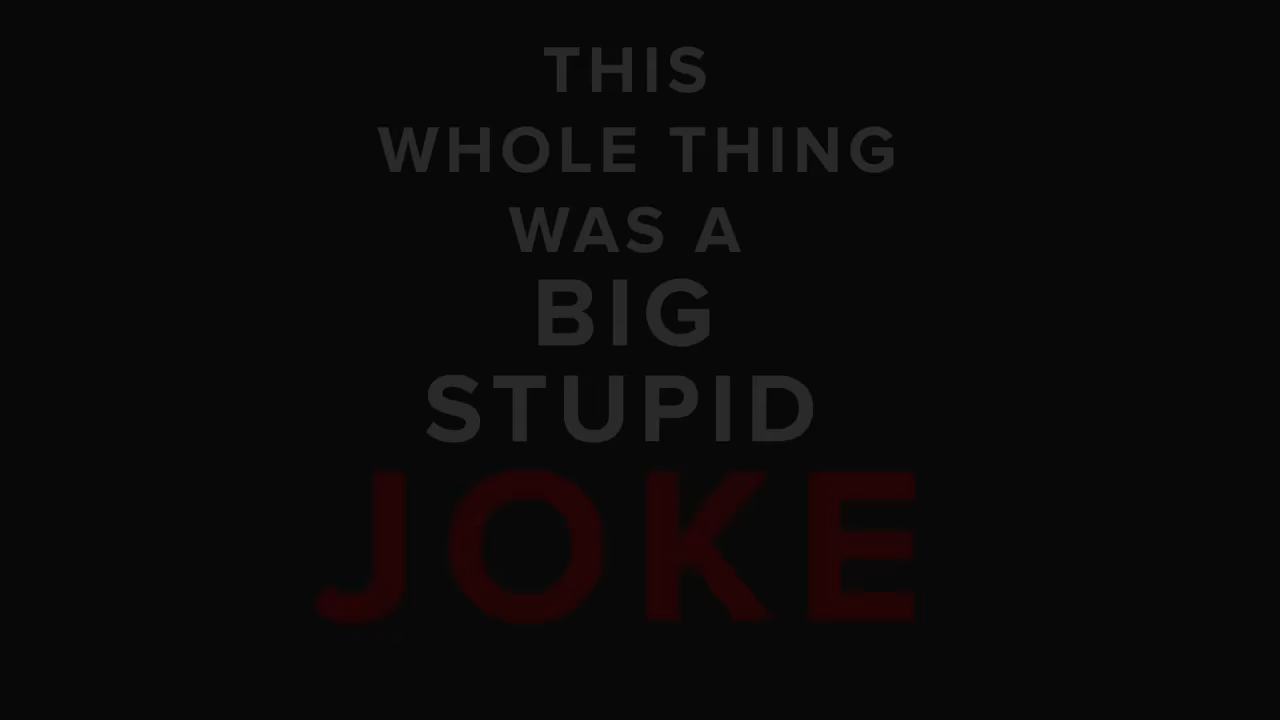 THIS
WHOLE THING
WAS A
BIG
STUPID
JOKE